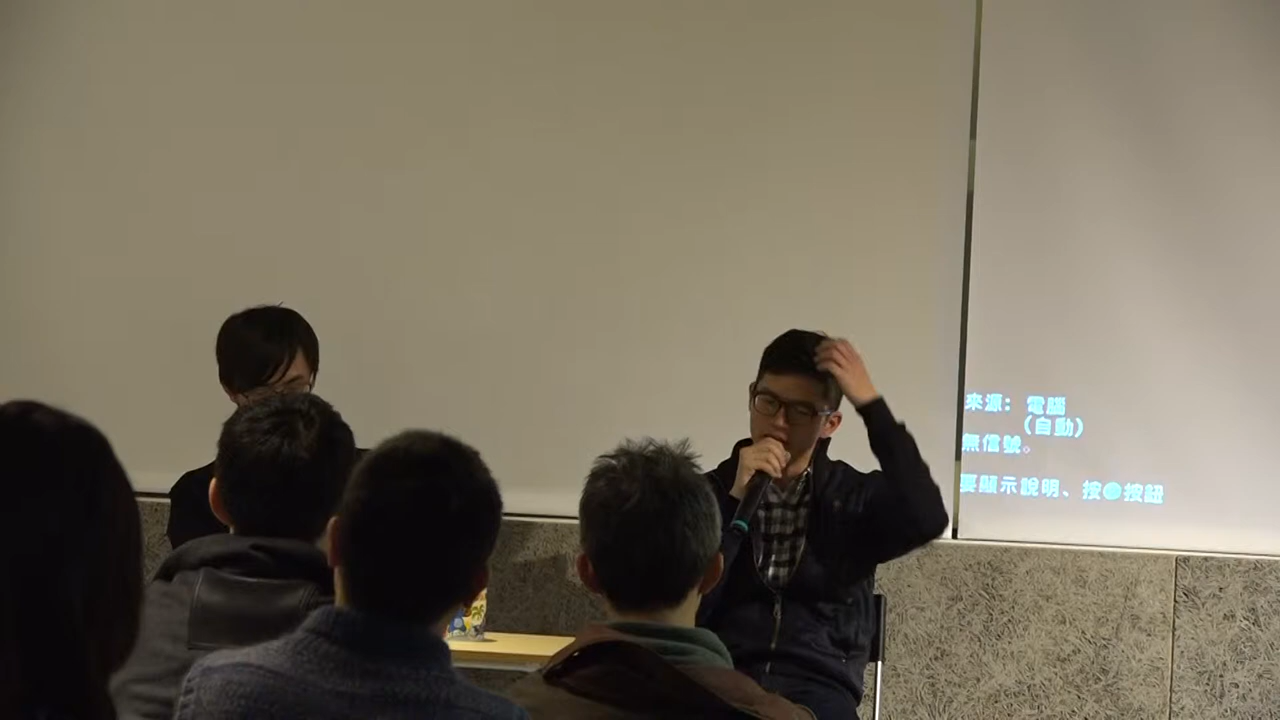 來源: 電腦
(自動)
無信號。
要顯示說明、按●按鈕